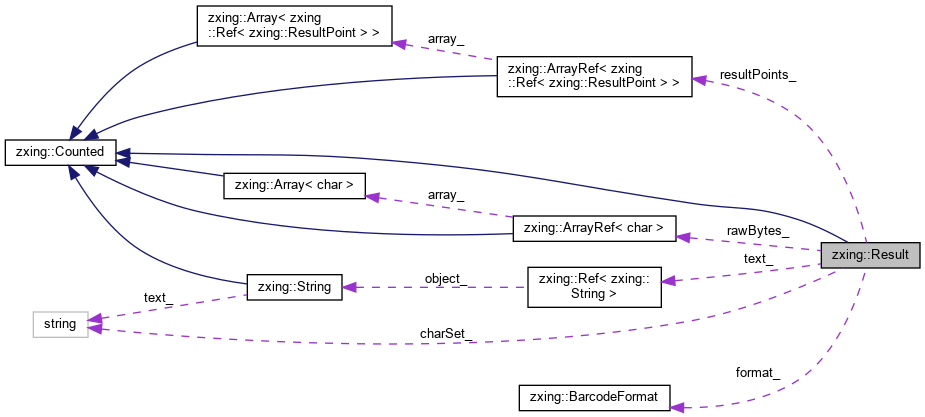 zxing::Array< zxing
::Ref< zxing::ResultPoint > >
array_
zxing::ArrayRef< zxing
::Ref< zxing::ResultPoint > >
resultPoints_
zxing::Counted
zxing::Array< char >
array_
zxing::ArrayRef< char >
rawBytes_
zxing::Result
text_
zxing::Ref< zxing::
String >
object_
zxing::String
text_
string
charSet_
format_
zxing::BarcodeFormat